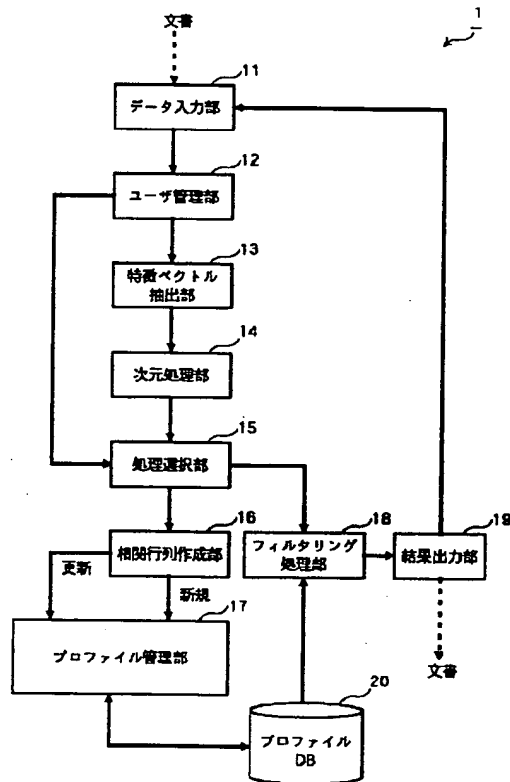 文書
1
11
データ入力部
12
ユーザ管理部
13
特徴ベクトル
抽出部
14
次元処理部
15
処理選択部
16
相関行列作成部
18
フィルタリング
処理部
19
結果出力部
更新
新規
17
プロファイル管理部
文書
20
プロファイル
DB